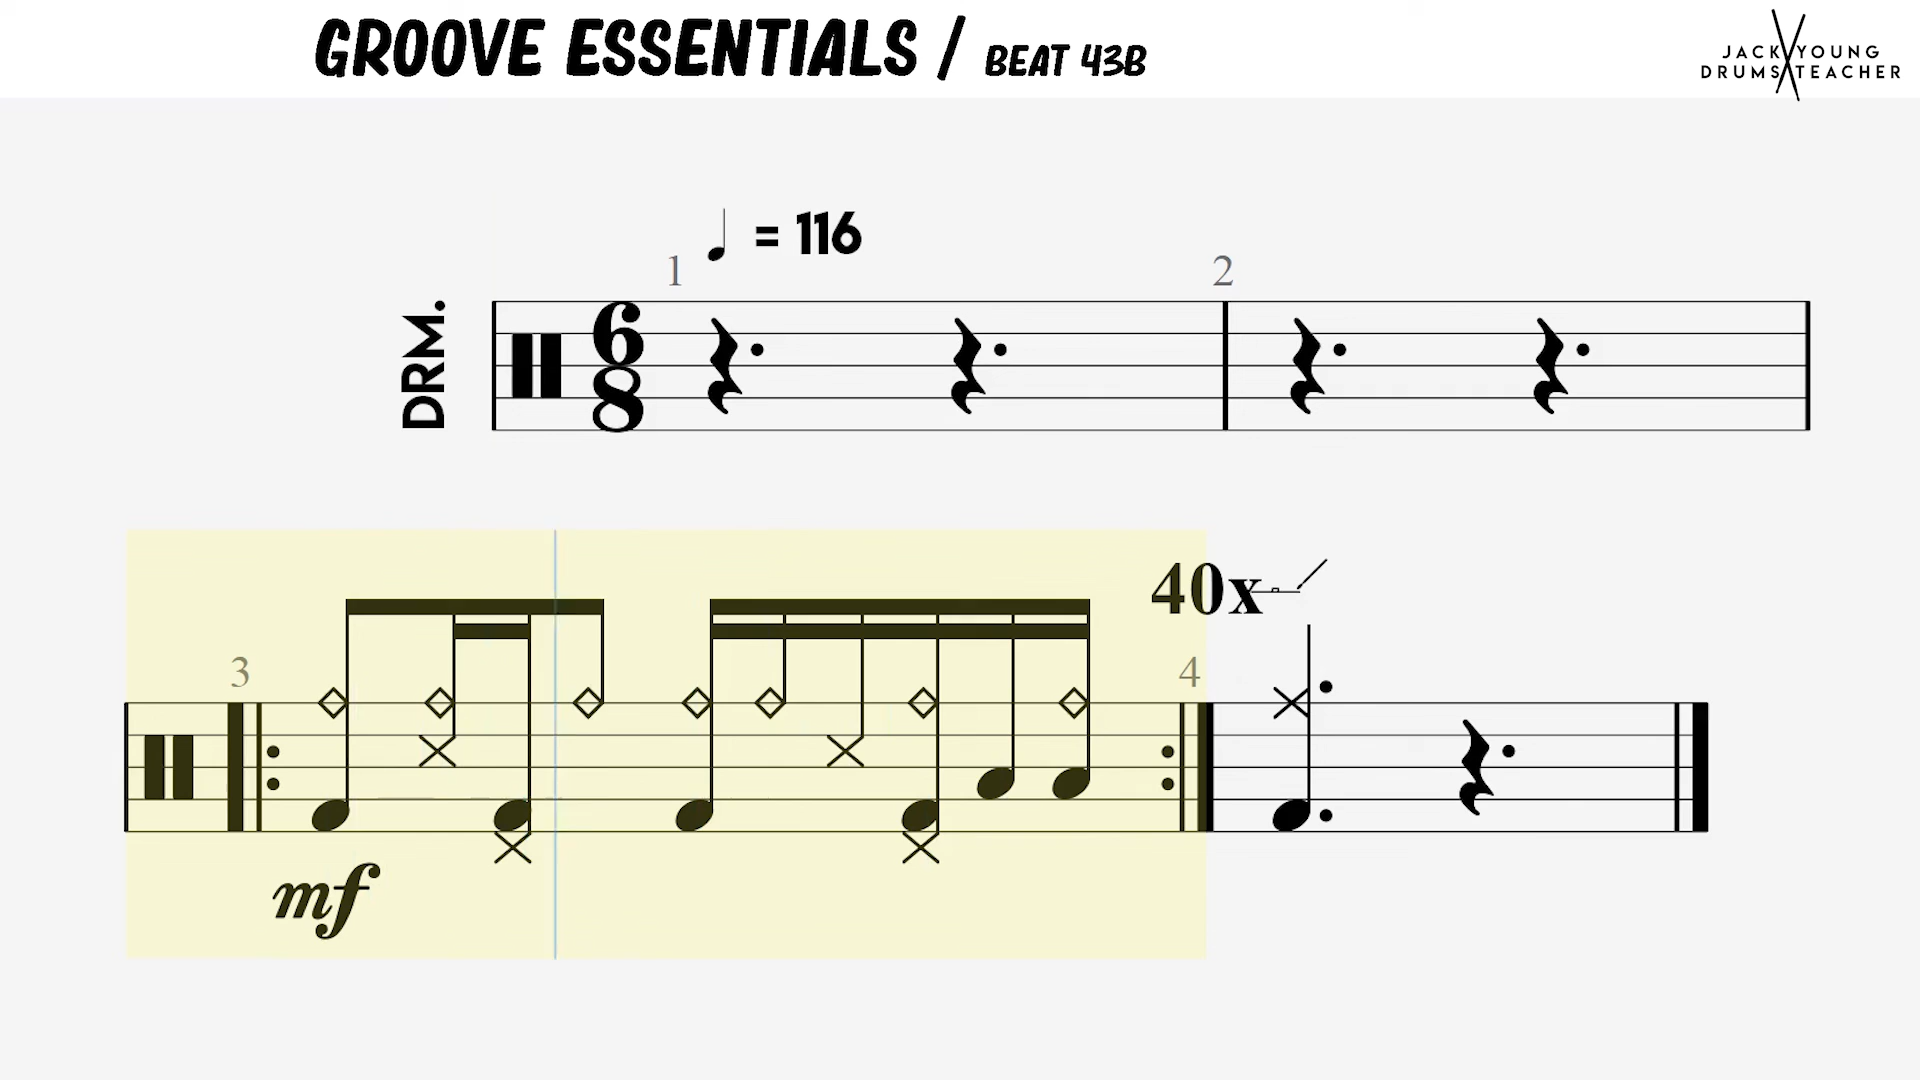 GROOVE ESSENTIALS / BEAT 43B
JACK YOUNG
DRUMS TEACHER
♩ = 116
1
2
DRM.
6
8
40x
3
4
mf